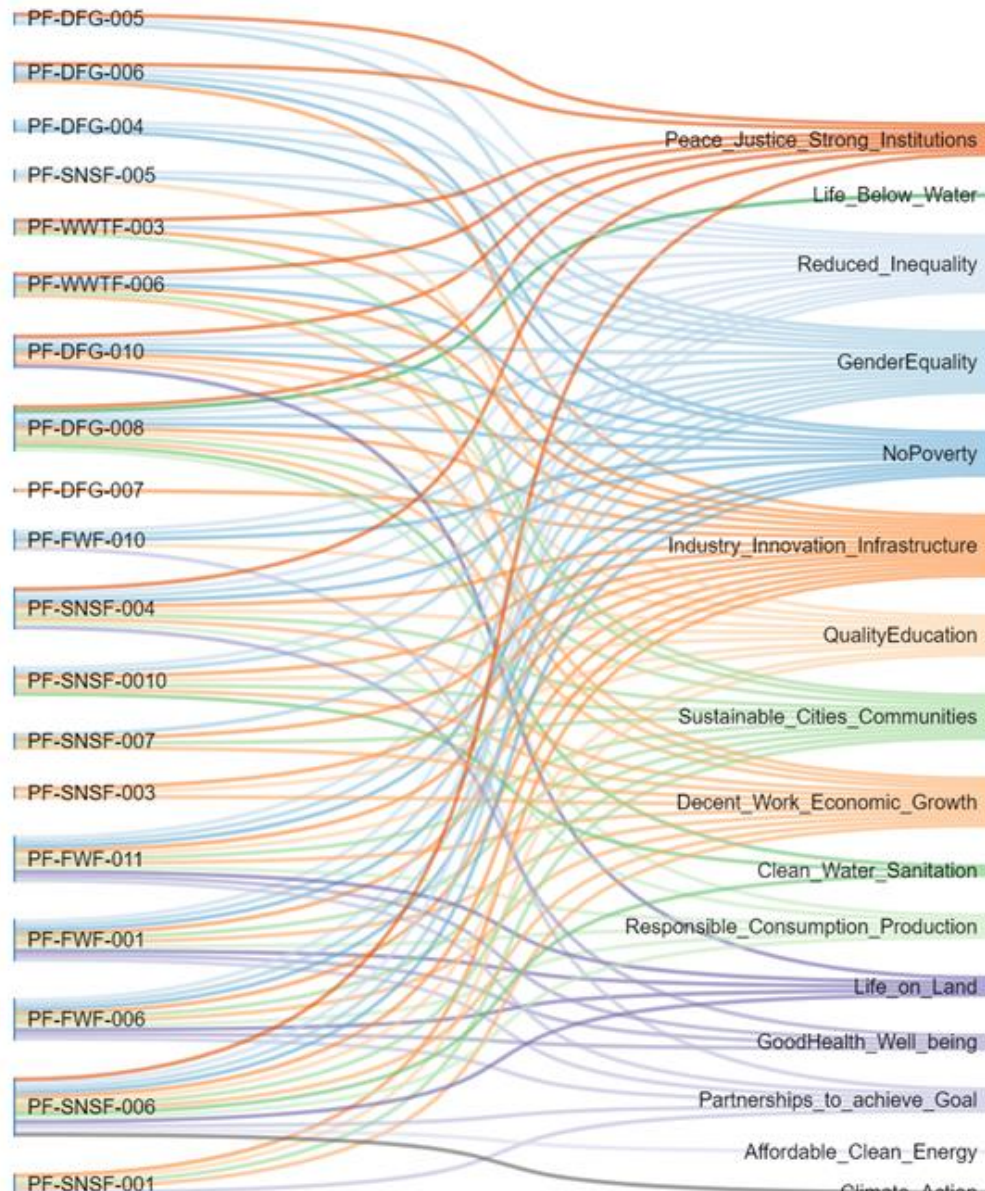 PF-DFG-005
PF-DFG-006
PF-DFG-004
PF-SNSF-005
PF-WWTF-003
PF-WWTF-006
PF-DFG-010
PF-DFG-008
PF-DFG-007
PF-FWF-010
PF-SNSF-004
PF-SNSF-0010
PF-SNSF-007
PF-SNSF-003
PF-FWF-011
PF-FWF-001
PF-FWF-006
PF-SNSF-006
PF-SNSF-001
Peace_Justice_Strong_Institutions
Life_Below_Water
Reduced_Inequality
GenderEquality
NoPoverty
Industry_Innovation_Infrastructure
QualityEducation
Sustainable_Cities_Communities
Decent_Work_Economic_Growth
Clean_Water_Sanitation
Responsible_Consumption_Production
Life_on_Land
GoodHealth_Well_being
Partnerships_to_achieve_Goal
Affordable_Clean_Energy
Climate_Action